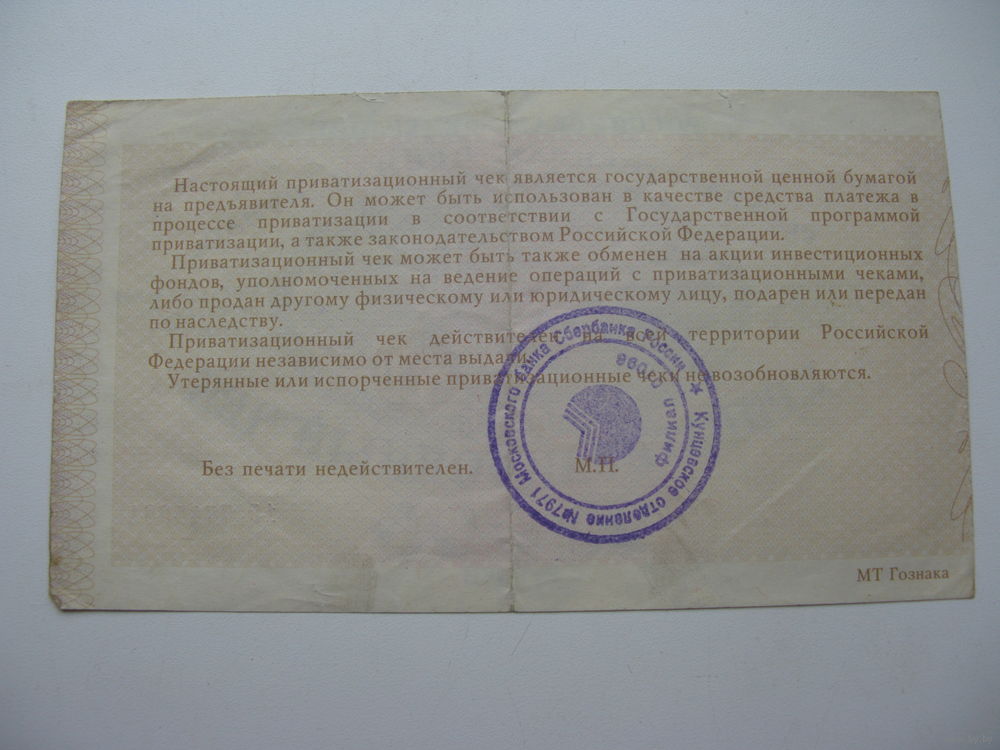 Настоящий приватизационный чек является государственной ценной бумагой
на предъявителя. Он может быть использован в качестве средства платежа в
процессе приватизации в соответствии с Государственной программой
приватизации, а также законодательством Российской Федерации.
Приватизационный чек может быть также обменен на акции инвестиционных
фондов, уполномоченных на ведение операций с приватизационными чеками,
либо продан другому физическому или юридическому лицу, подарен или передан
по наследству.
Приватизационный чек действителен на всей территории Российской
Федерации независимо от места выдачи.
Утерянные или испорченные приватизационные чеки не возобновляются.
Без печати недействителен.
М.П.
Кунцевское отделение №7971 Московского банка Сбербанка России
филиал
МТ Гознака